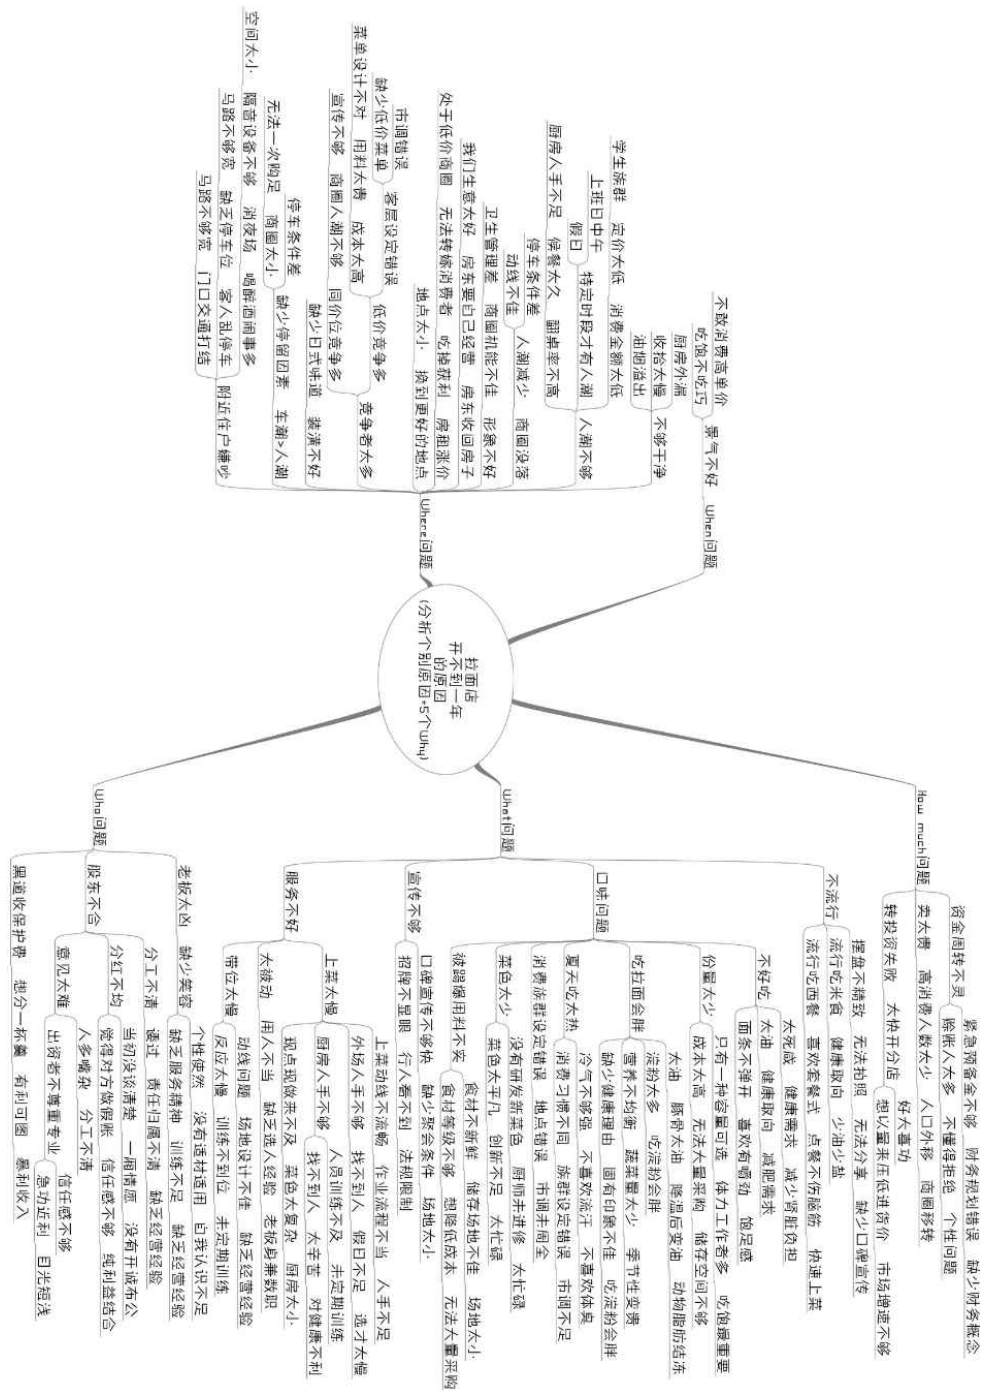 拉面店
开不到一年
的原因
(分析个别原因+5个Why)
When问题
景气不好
不敢消费高单价
吃饱不吃巧
Where问题
不够干净
厨房外漏
收拾太慢
油烟溢出
人潮不够
学生族群 定价太低 消费金额太低
特定时段才有人潮
上班日中午
假日
厨房人手不足 候餐太久 翻桌率不高
商圈没落
人潮减少
停车条件差
动线不佳
卫生管理差 商圈机能不佳 形象不好
我们生意太好 房东要自己经营 房东收回房子
处于低价商圈 无法转嫁消费者 吃掉获利 房租涨价
地点太小 换到更好的地点
竞争者太多
低价竞争多
客层设定错误
市调错误
缺少低价菜单
菜单设计不对 用料太贵 成本太高
宣传不够 商圈人潮不够 同价位竞争多
缺少日式味道 装潢不好
车潮>人潮
缺少停留因素
停车条件差
无法一次购足 商圈太小
附近住户嫌吵
空间太小 隔音设备不够 消夜场 喝醉酒闹事多
马路不够宽 缺乏停车位 客人乱停车
马路不够宽 门口交通打结
How much问题
资金周转不灵
紧急预备金不够 财务规划错误 缺少财务概念
赊账人太多 不懂得拒绝 个性问题
卖太贵 高消费人数太少 人口外移 商圈移转
转投资失败 太快开分店
好大喜功
想以量来压低进货价 市场增速不够
What问题
不流行
摆盘不精致 无法拍照 无法分享 缺少口碑宣传
流行吃米食 健康取向 少油少盐
流行吃西餐 喜欢套餐式 点餐不伤脑筋 快速上菜
口味问题
不好吃
太死咸 健康需求 减少肾脏负担
太油 健康取向 减肥需求
面条不弹开 喜欢有嚼劲 饱足感
份量太少
只有一种容量可选 体力工作者多 吃饱最重要
成本太高 无法大量采购 储存空间不够
吃拉面会胖
太油 豚骨太油 降温后变油 动物脂肪结冻
淀粉太多 吃淀粉会胖
营养不均衡 蔬菜量太少 季节性变贵
缺少健康理由 固有印象不佳 吃淀粉会胖
夏天吃太热
冷气不够强 不喜欢流汗 不喜欢体臭
消费习惯不同 族群设定错误 市调不足
消费族群设定错误 地点错误 市调未周全
菜色太少
没有研发新菜色 厨师未进修 太忙碌
菜色太平凡 创新不足 太忙碌
被踢爆用料不实
食材不新鲜 储存场地不佳 场地太小
食材等级不够 想降低成本 无法大量采购
宣传不够
口碑宣传不够快 缺少聚会条件 场地太小
招牌不显眼 行人看不到 法规限制
服务不好
上菜太慢
上菜动线不流畅 作业流程不当 人手不足
外场人手不够 找不到人 假日不足 选才太慢
厨房人手不够
人员训练不及 未定期训练
找不到人 太辛苦 对健康不利
现点现做来不及 菜色太复杂 厨房太小
太被动 用人不当 缺乏选人经验 老板身兼数职
带位太慢
动线问题 场地设计不佳 缺乏经营经验
反应太慢 训练不到位 未定期训练
Who问题
老板太凶 缺少笑容
个性使然 没有适材适用 自我认识不足
缺乏服务精神 训练不足 缺乏经营经验
股东不合
分工不清 诿过 责任归属不清 缺乏经营经验
分红不均
当初没谈清楚 一厢情愿 没有开诚布公
觉得对方做假账 信任感不够 纯利益结合
意见太难
人多嘴杂 分工不清
出资者不尊重专业
信任感不够
急功近利 目光短浅
黑道收保护费 想分一杯羹 有利可图 暴利收入